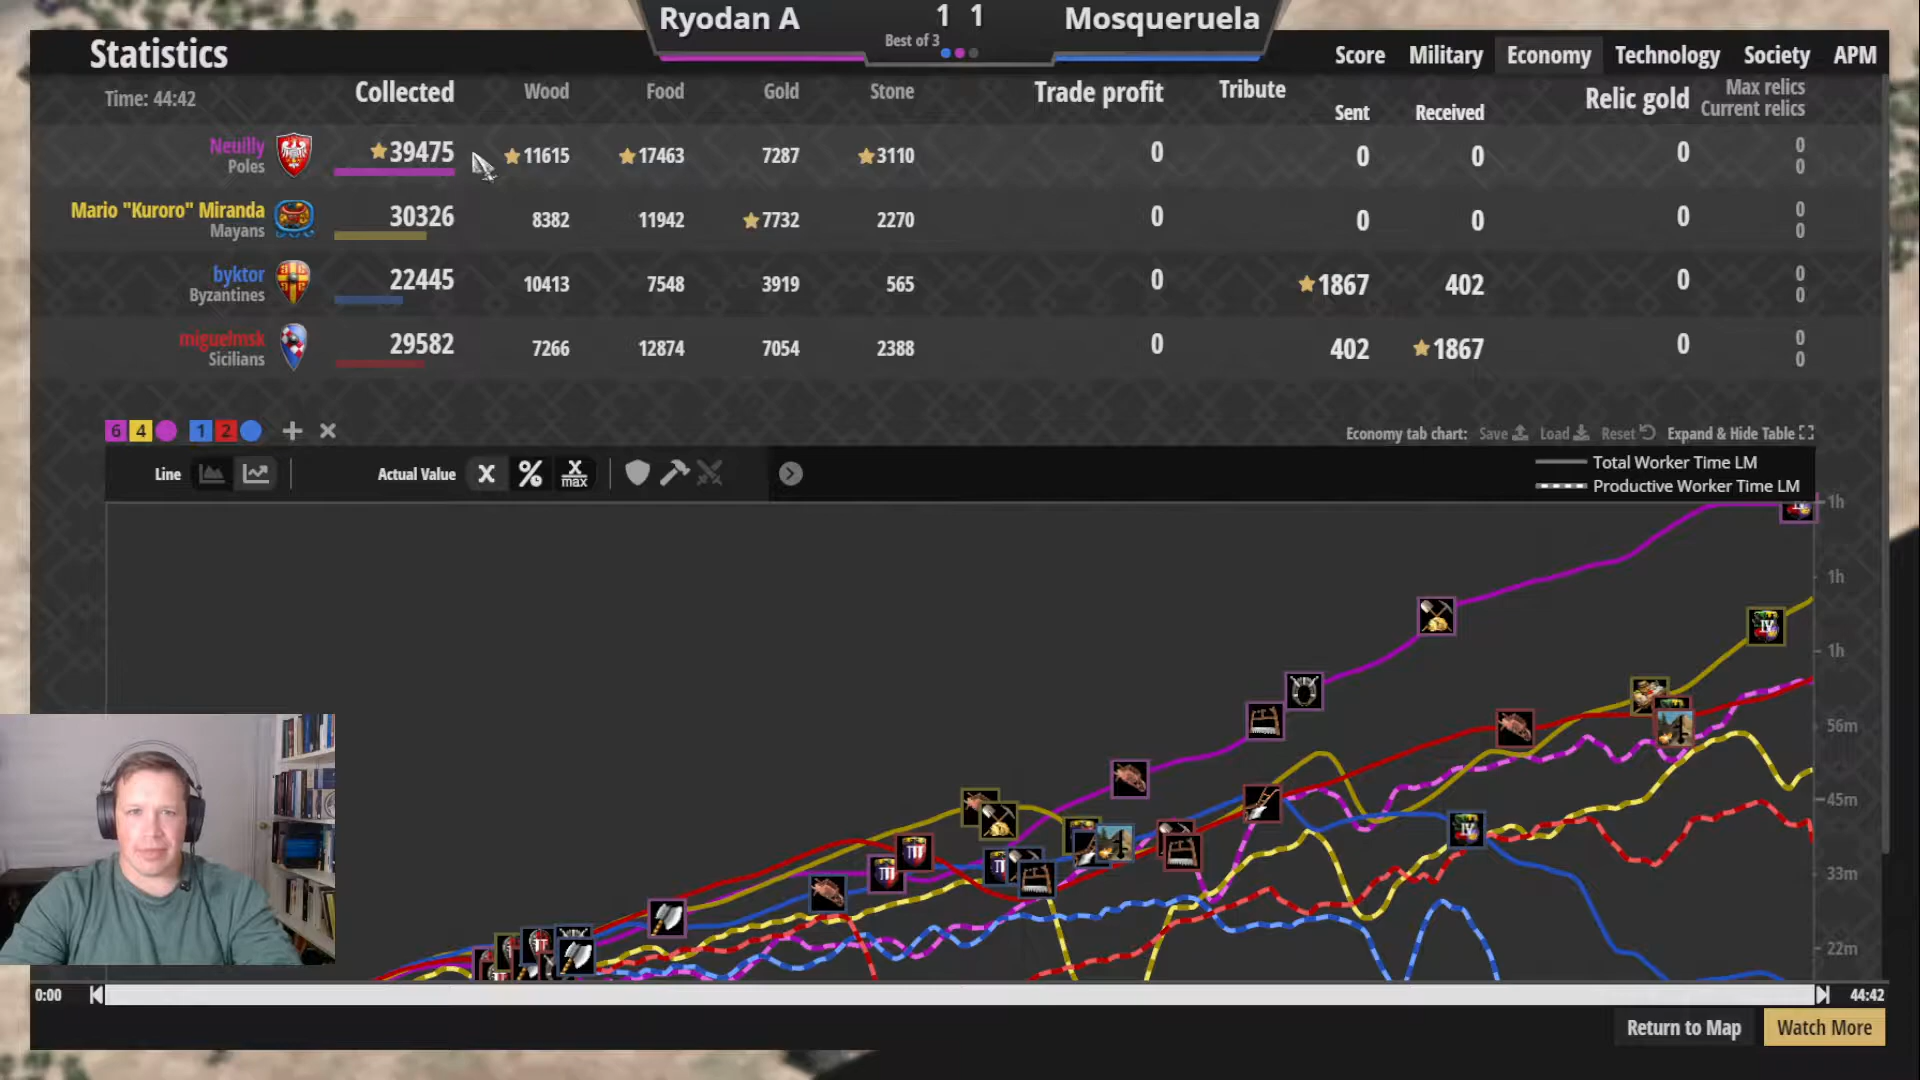 Ryodan A
1 1
Mosqueruela
Best of 3
Statistics
Score Military Economy Technology Society APM
Time: 44:42
Collected Wood Food Gold Stone Trade profit Tribute Sent Received Relic gold Max relics Current relics
Neuilly
Poles
39475 11615 17463 7287 3110 0 0 0 0 0
0
Mario "Kuroro" Miranda
Mayans
30326 8382 11942 7732 2270 0 0 0 0 0
0
byktor
Byzantines
22445 10413 7548 3919 565 0 1867 402 0 0
0
miguelmsk
Sicilians
29582 7266 12874 7054 2388 0 402 1867 0 0
0
6 4 1 2 + ×
Economy tab chart: Save Load Reset Expand & Hide Table
Line Actual Value X % X max
Total Worker Time LM
Productive Worker Time LM
1h
1h
1h
56m
45m
33m
22m
IV
IV
III
III
III
IV
0:00 44:42
Return to Map Watch More